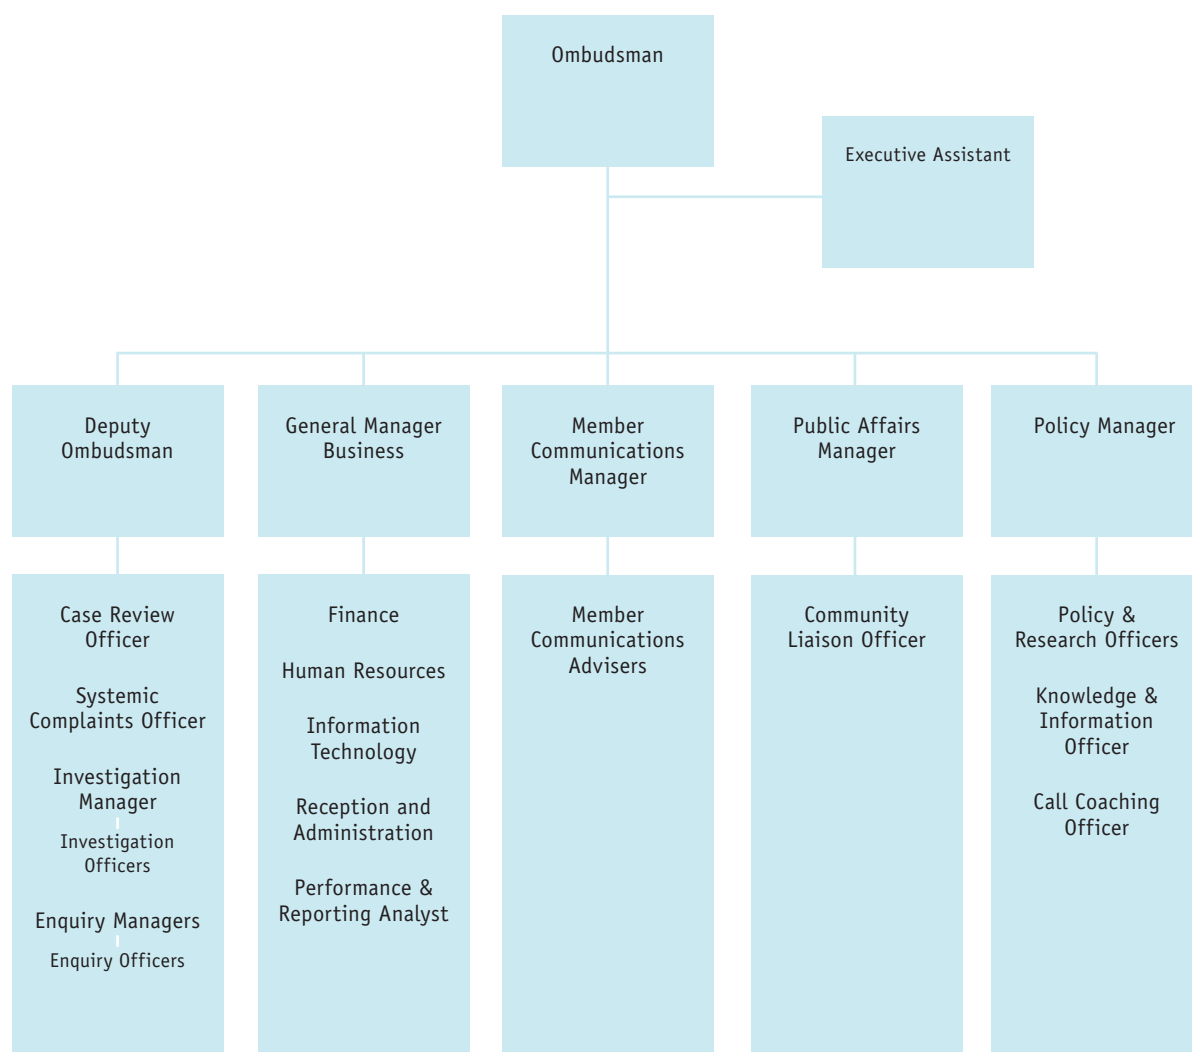 Ombudsman
Executive Assistant
Deputy
Ombudsman
General Manager
Business
Member
Communications
Manager
Public Affairs
Manager
Policy Manager
Case Review
Officer
Systemic
Complaints Officer
Investigation
Manager
Investigation
Officers
Enquiry Managers
Enquiry Officers
Finance
Human Resources
Information
Technology
Reception and
Administration
Performance &
Reporting Analyst
Member
Communications
Advisers
Community
Liaison Officer
Policy &
Research Officers
Knowledge &
Information
Officer
Call Coaching
Officer